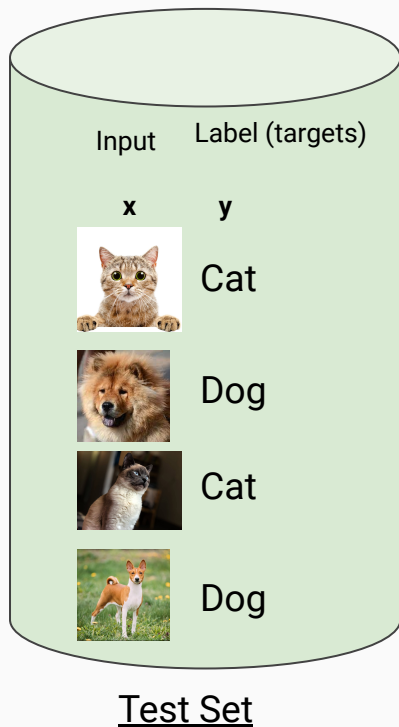 Input Label (targets)
x y
Cat
Dog
Cat
Dog
Test Set